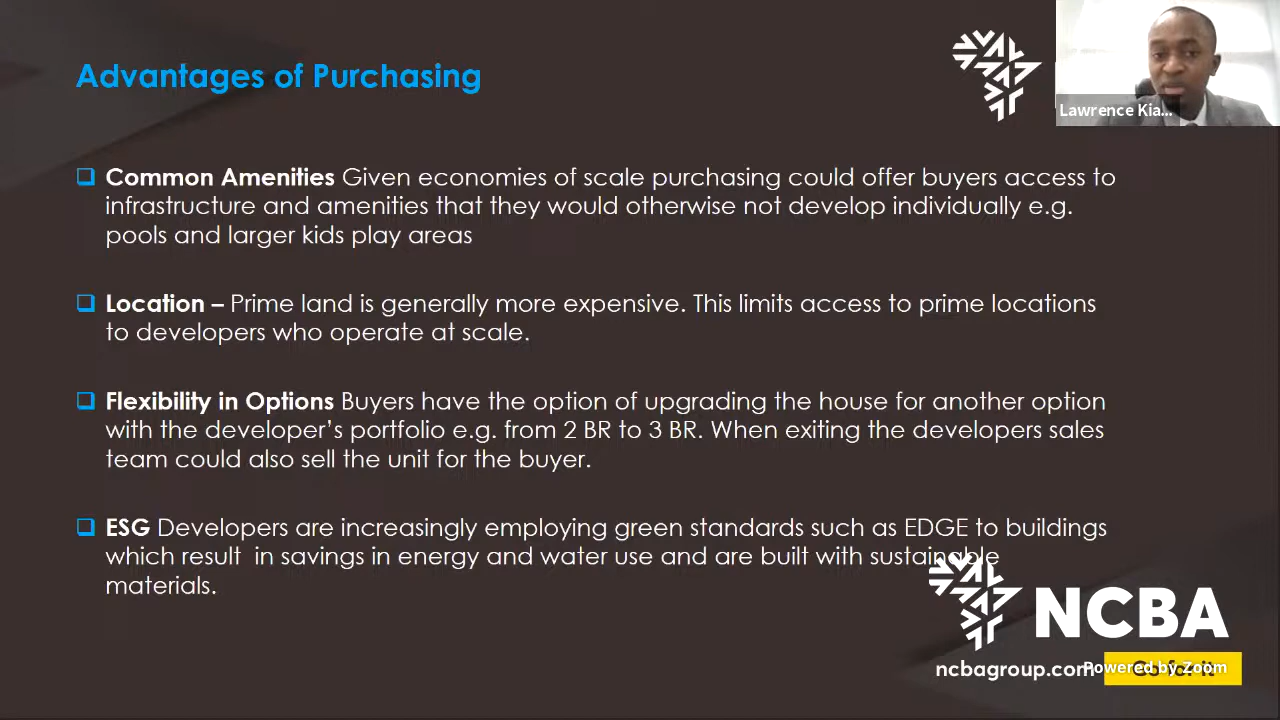 Advantages of Purchasing
Lawrence Kia...
Common Amenities Given economies of scale purchasing could offer buyers access to
infrastructure and amenities that they would otherwise not develop individually e.g.
pools and larger kids play areas
Location – Prime land is generally more expensive. This limits access to prime locations
to developers who operate at scale.
Flexibility in Options Buyers have the option of upgrading the house for another option
with the developer’s portfolio e.g. from 2 BR to 3 BR. When exiting the developers sales
team could also sell the unit for the buyer.
ESG Developers are increasingly employing green standards such as EDGE to buildings
which result in savings in energy and water use and are built with sustainable
materials.
NCBA
ncbagroup.com
Go for it
Powered by Zoom